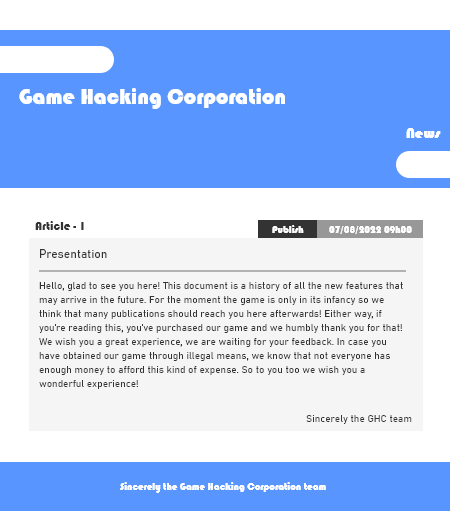 Game Hacking Corporation
News
Article - 1
Publish 07/08/2022 09h00
Presentation
Hello, glad to see you here! This document is a history of all the new features that
may arrive in the future. For the moment the game is only in its infancy so we
think that many publications should reach you here afterwards! Either way, if
you're reading this, you've purchased our game and we humbly thank you for that!
We wish you a great experience, we are waiting for your feedback. In case you
have obtained our game through illegal means, we know that not everyone has
enough money to afford this kind of expense. So to you too we wish you a
wonderful experience!
Sincerely the GHC team
Sincerely the Game Hacking Corporation team